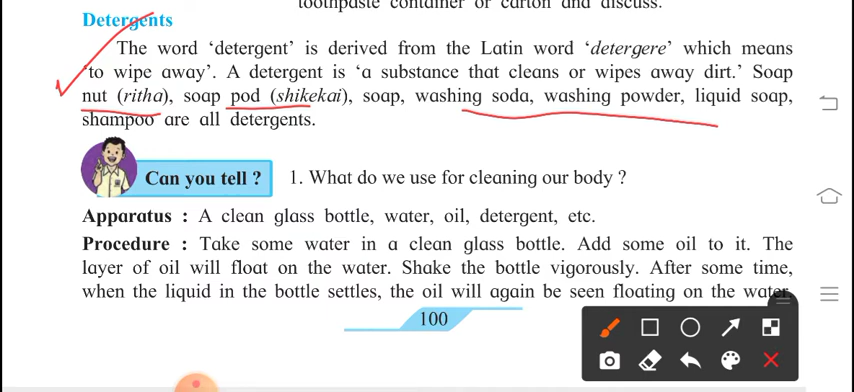 toothpaste container or carton and discuss.
Detergents
The word ‘detergent’ is derived from the Latin word ‘detergere’ which means
‘to wipe away’. A detergent is ‘a substance that cleans or wipes away dirt.’ Soap
nut (ritha), soap pod (shikekai), soap, washing soda, washing powder, liquid soap,
shampoo are all detergents.
Can you tell ? 1. What do we use for cleaning our body ?
Apparatus : A clean glass bottle, water, oil, detergent, etc.
Procedure : Take some water in a clean glass bottle. Add some oil to it. The
layer of oil will float on the water. Shake the bottle vigorously. After some time,
when the liquid in the bottle settles, the oil will again be seen floating on the water.
100